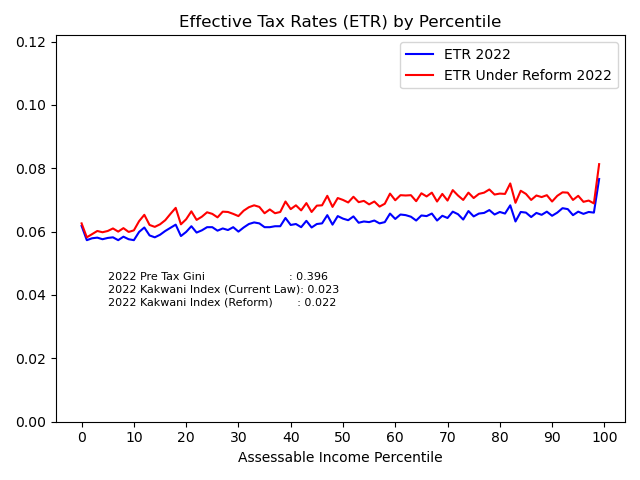 Effective Tax Rates (ETR) by Percentile
0.12
0.10
0.08
0.06
0.04
0.02
0.00
ETR 2022
ETR Under Reform 2022
2022 Pre Tax Gini : 0.396
2022 Kakwani Index (Current Law): 0.023
2022 Kakwani Index (Reform) : 0.022
0 10 20 30 40 50 60 70 80 90 100
Assessable Income Percentile